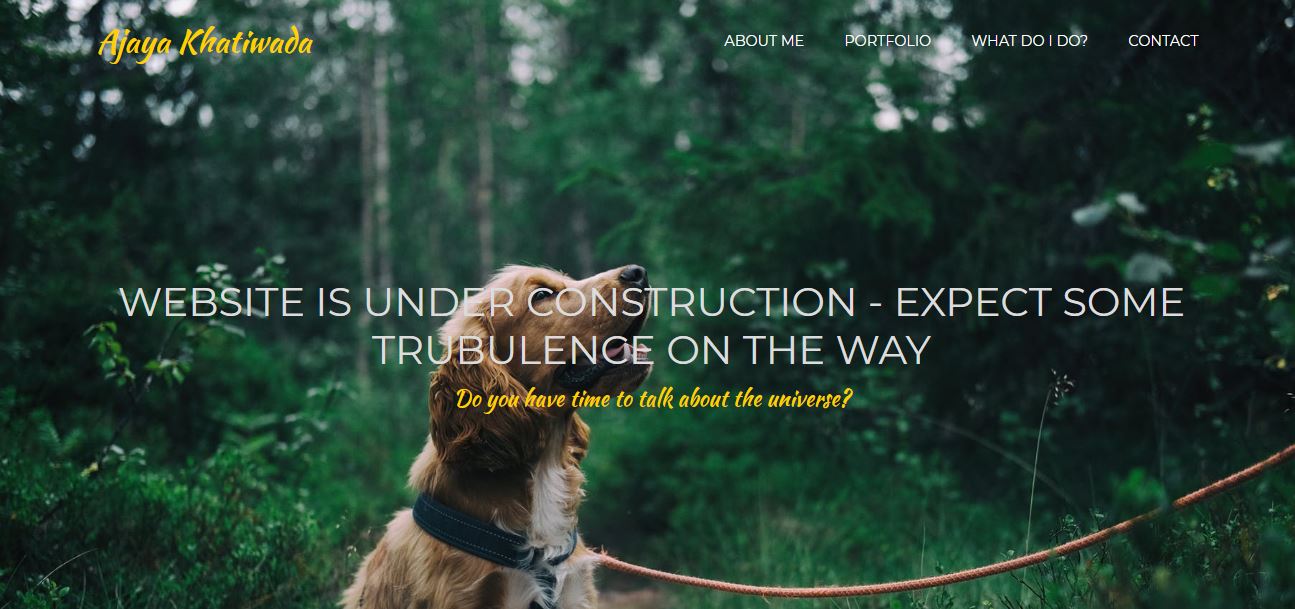 Ajaya Khatiwada
ABOUT ME PORTFOLIO WHAT DO I DO? CONTACT
WEBSITE IS UNDER CONSTRUCTION - EXPECT SOME
TRUBULENCE ON THE WAY
Do you have time to talk about the universe?